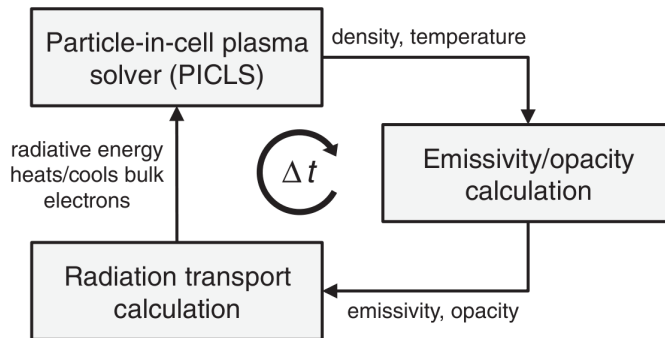 Particle-in-cell plasma
solver (PICLS)
density, temperature
radiative energy
heats/cools bulk
electrons
Δt
Emissivity/opacity
calculation
Radiation transport
calculation
emissivity, opacity